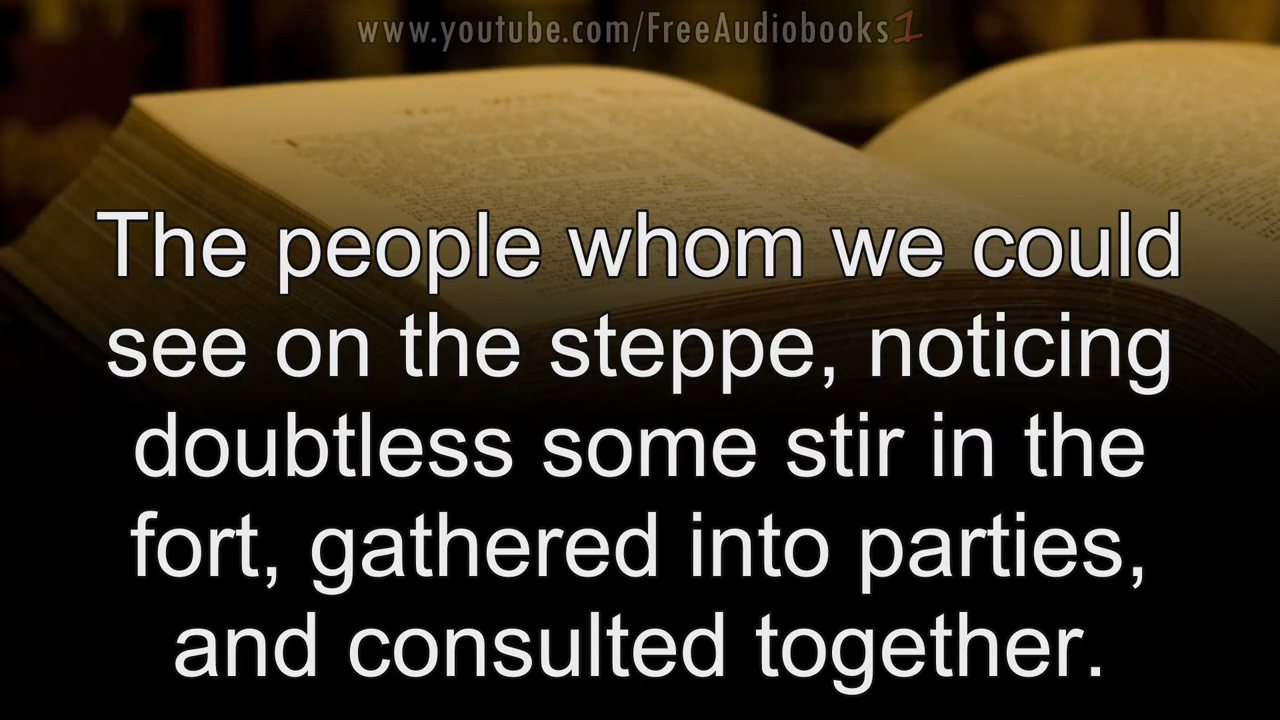 www.youtube.com/FreeAudiobooks1
The people whom we could
see on the steppe, noticing
doubtless some stir in the
fort, gathered into parties,
and consulted together.